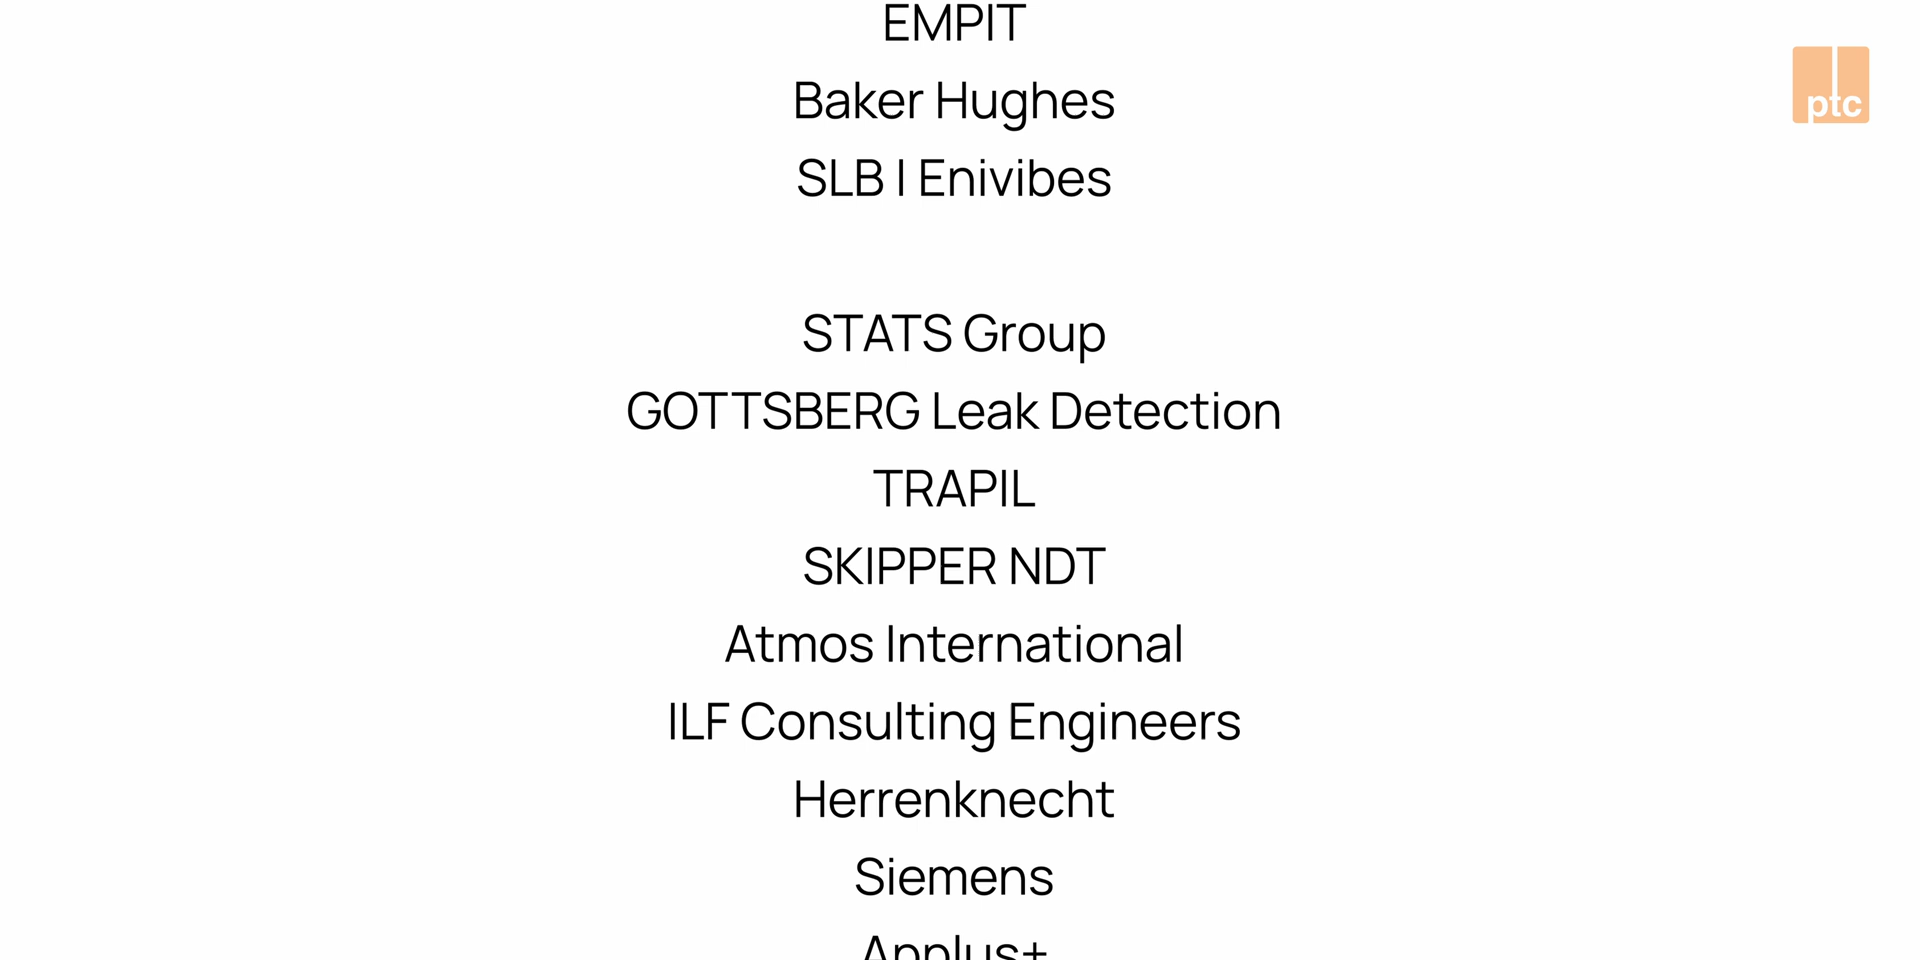 EMPIT
ptc
Baker Hughes
SLB I Enivibes
STATS Group
GOTTSBERG Leak Detection
TRAPIL
SKIPPER NDT
Atmos International
ILF Consulting Engineers
Herrenknecht
Siemens
Applus+